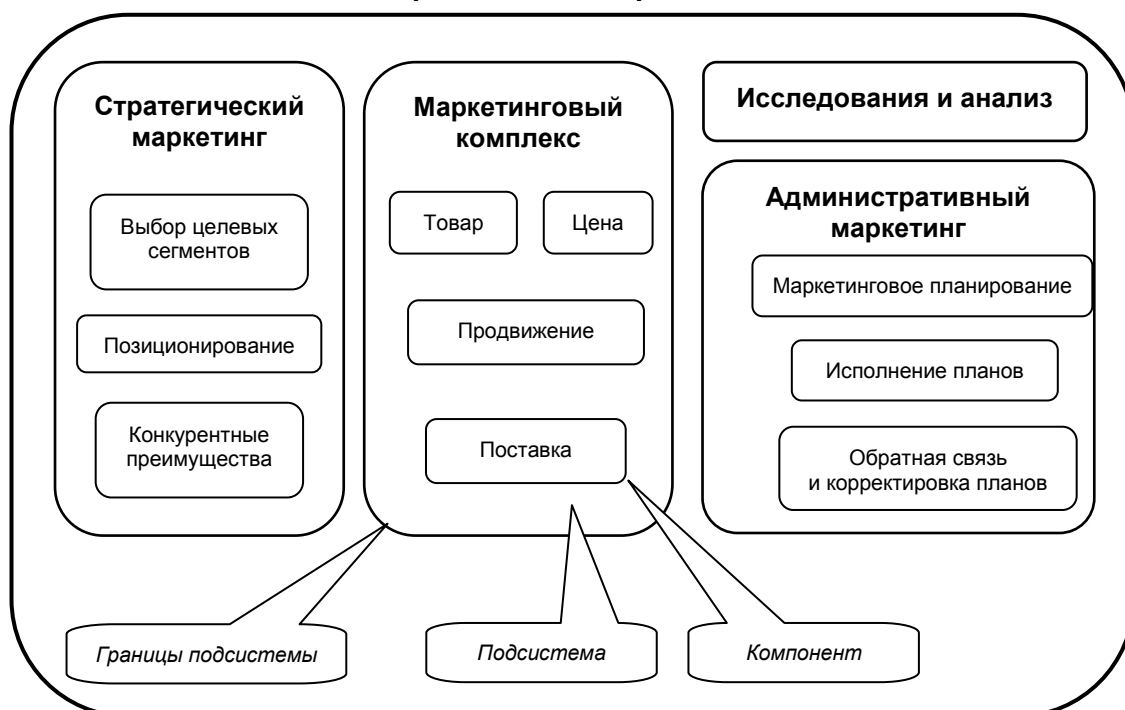 Стратегический
маркетинг
Выбор целевых
сегментов
Позиционирование
Конкурентные
преимущества
Маркетинговый
комплекс
Товар
Цена
Продвижение
Поставка
Исследования и анализ
Административный
маркетинг
Маркетинговое планирование
Исполнение планов
Обратная связь
и корректировка планов
Границы подсистемы
Подсистема
Компонент